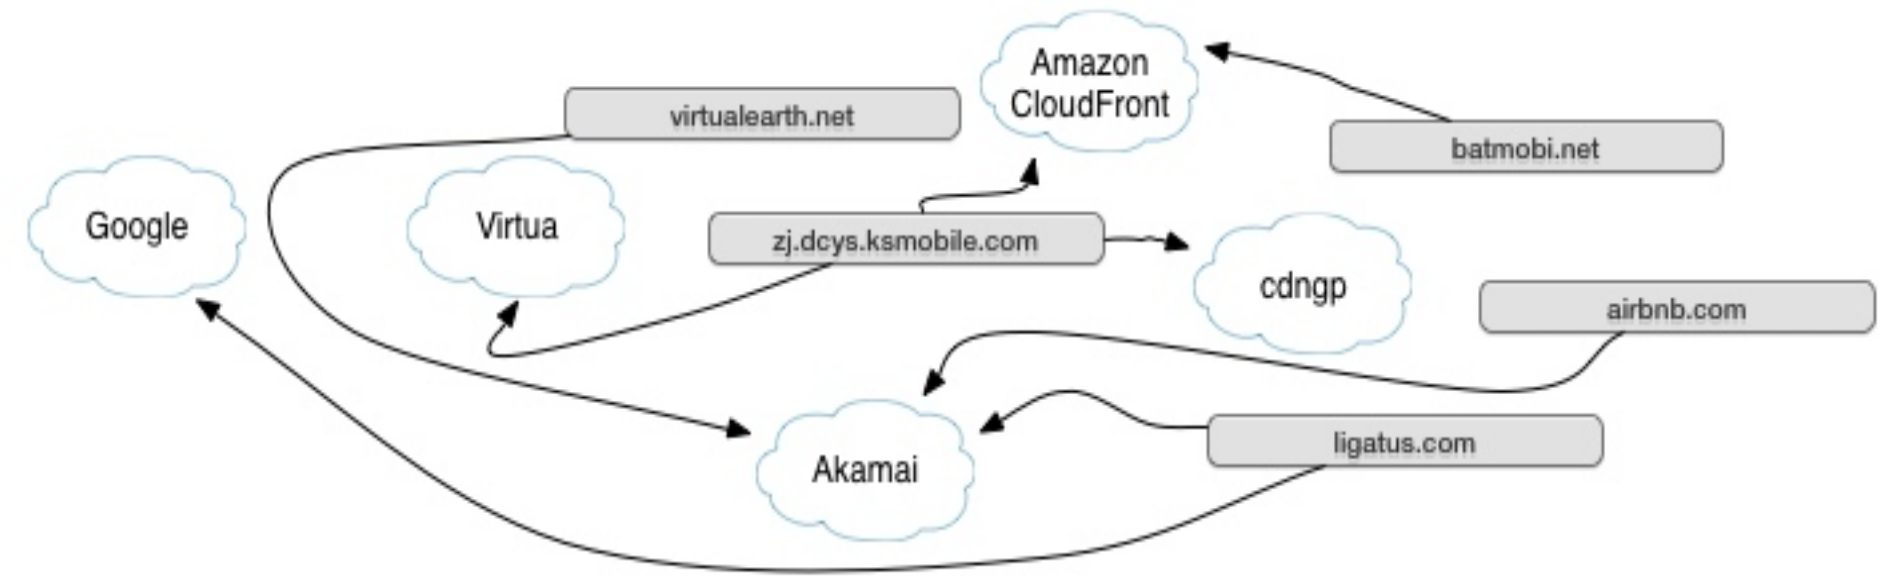 Amazon
CloudFront
virtualearth.net
batmobi.net
Google
Virtua
zj.dcys.ksmobile.com
cdngp
airbnb.com
ligatus.com
Akamai